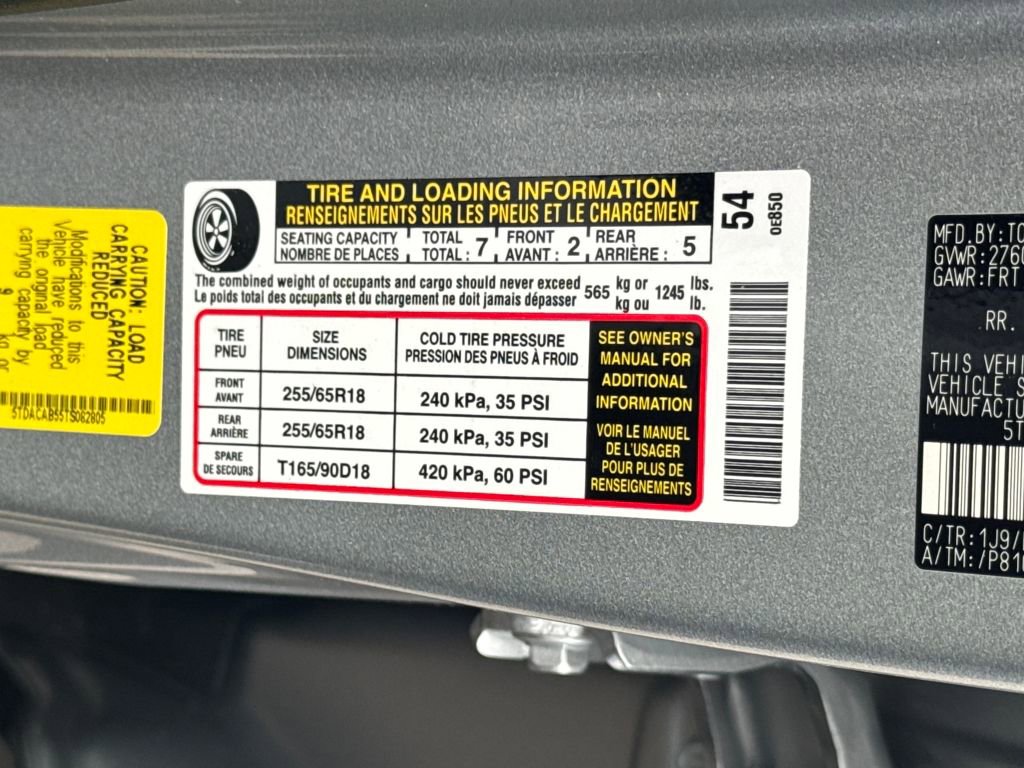 CAUTION: LOAD
CARRYING CAPACITY
REDUCED
Modifications to this
Vehicle have reduced
the original load
carrying capacity by
9 kg or
5TDACAB55TS062805
TIRE AND LOADING INFORMATION
RENSEIGNEMENTS SUR LES PNEUS ET LE CHARGEMENT
SEATING CAPACITY TOTAL FRONT REAR
NOMBRE DE PLACES TOTAL : 7 AVANT : 2 ARRIÈRE : 5
The combined weight of occupants and cargo should never exceed 565 kg or 1245 lbs.
Le poids total des occupants et du chargement ne doit jamais dépasser kg ou lb.
TIRE SIZE COLD TIRE PRESSURE
PNEU DIMENSIONS PRESSION DES PNEUS À FROID
FRONT
AVANT 255/65R18 240 kPa, 35 PSI
REAR
ARRIÈRE 255/65R18 240 kPa, 35 PSI
SPARE
DE SECOURS T165/90D18 420 kPa, 60 PSI
SEE OWNER'S
MANUAL FOR
ADDITIONAL
INFORMATION
VOIR LE MANUEL
DE L'USAGER
POUR PLUS DE
RENSEIGNEMENTS
54
0E850
MFD.BY:TO
GVWR:2760
GAWR:FRT
RR.
THIS VEHI
VEHICLE S
MANUFACTU
5T
C/TR:1J9/
A/TM:/P81